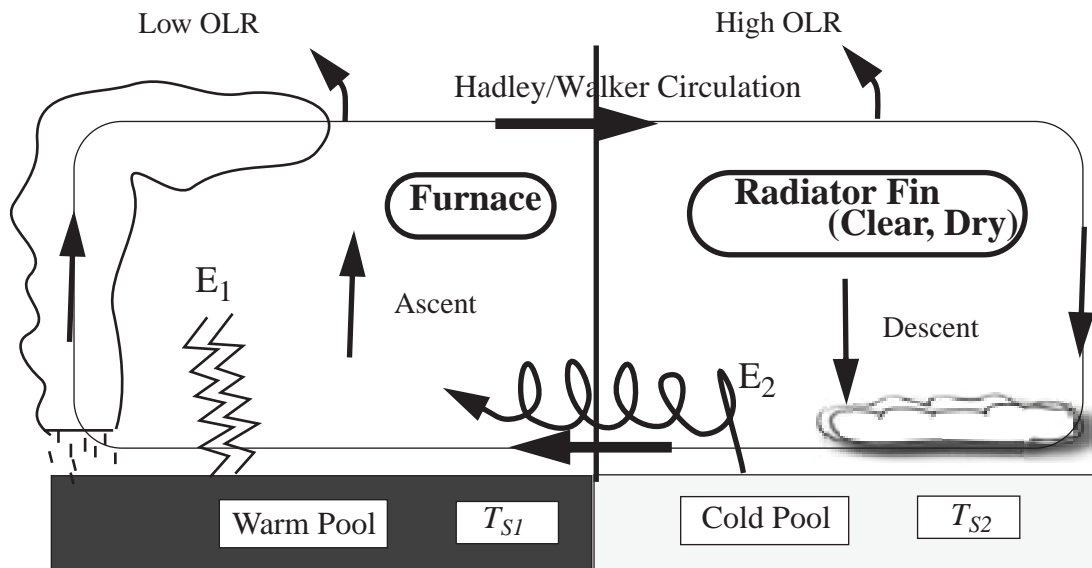 Low OLR
High OLR
Hadley/Walker Circulation
Furnace
Radiator Fin
(Clear, Dry)
E1
Ascent
Descent
E2
Warm Pool
TS1
Cold Pool
TS2